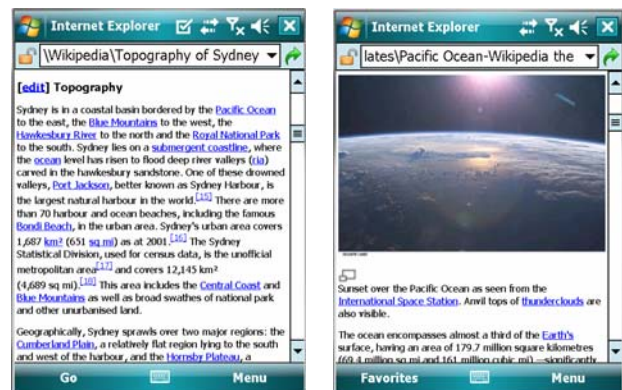 Internet Explorer
\Wikipedia\Topography of Sydney
[edit] Topography
Sydney is in a coastal basin bordered by the Pacific Ocean
to the east, the Blue Mountains to the west, the
Hawkesbury River to the north and the Royal National Park
to the south. Sydney lies on a submergent coastline, where
the ocean level has risen to flood deep river valleys (ria)
carved in the hawkesbury sandstone. One of these drowned
valleys, Port Jackson, better known as Sydney Harbour, is
the largest natural harbour in the world.[15] There are more
than 70 harbour and ocean beaches, including the famous
Bondi Beach, in the urban area. Sydney's urban area covers
1,687 km² (651 sq mi) as at 2001.[16] The Sydney
Statistical Division, used for census data, is the unofficial
metropolitan area[17] and covers 12,145 km²
(4,689 sq mi).[18] This area includes the Central Coast and
Blue Mountains as well as broad swathes of national park
and other unurbanised land.
Geographically, Sydney sprawls over two major regions: the
Cumberland Plain, a relatively flat region lying to the south
and west of the harbour, and the Hornsby Plateau, a
Go
Menu
Internet Explorer
lates\Pacific Ocean-Wikipedia the
Sunset over the Pacific Ocean as seen from the
International Space Station. Anvil tops of thunderclouds are
also visible.
The ocean encompasses almost a third of the Earth's
surface, having an area of 179.7 million square kilometres
(69.4 million sq mi and 161 million cubic mi) —significantly
Favorites
Menu